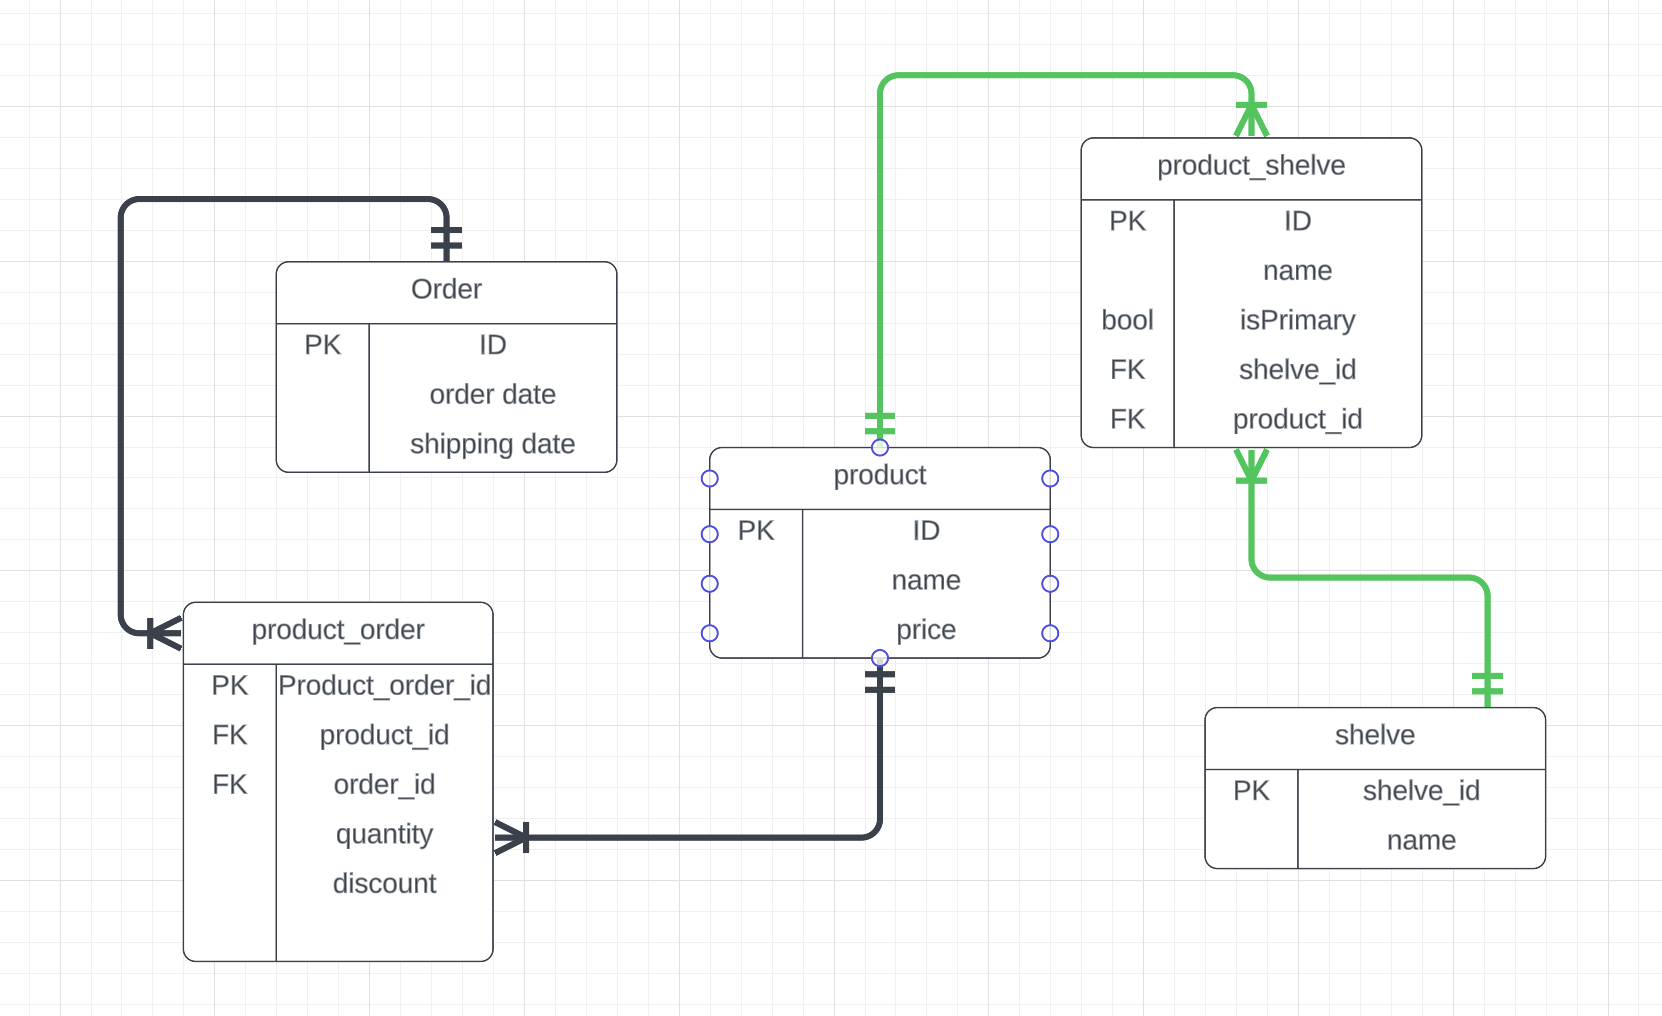 Order
PK ID
order date
shipping date
product_order
PK Product_order_id
FK product_id
FK order_id
quantity
discount
product
PK ID
name
price
product_shelve
PK ID
name
bool isPrimary
FK shelve_id
FK product_id
shelve
PK shelve_id
name